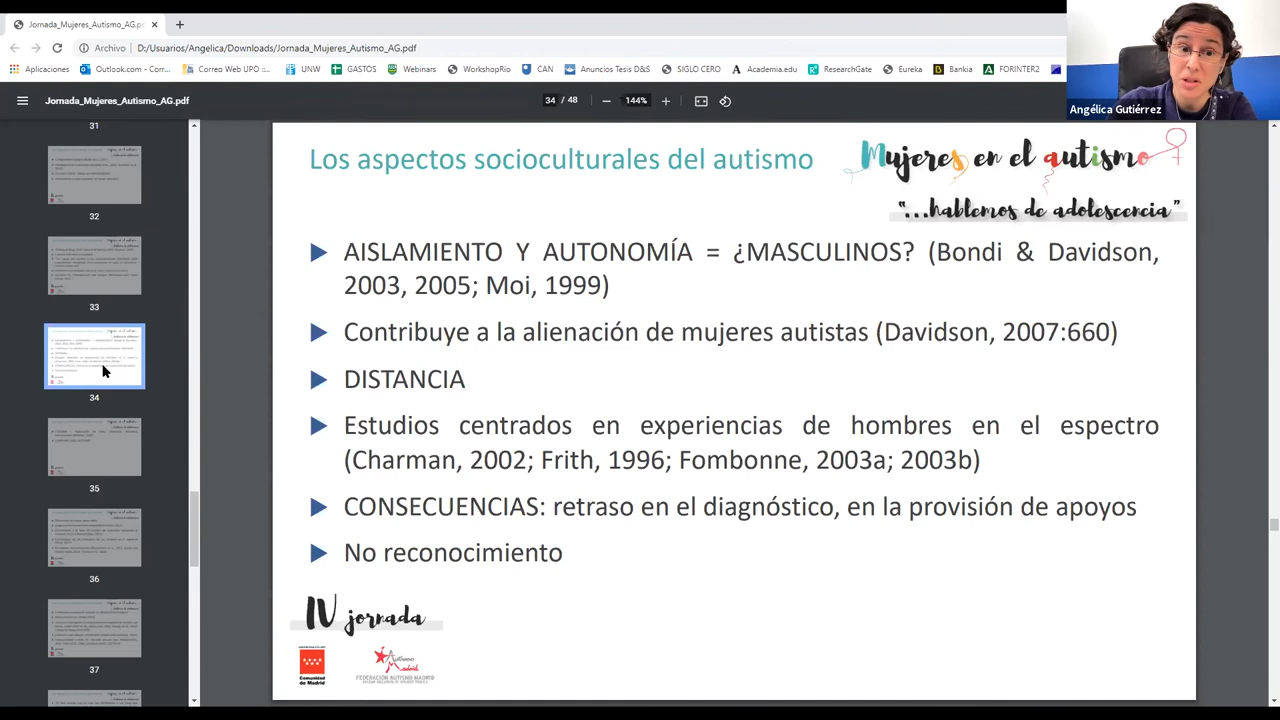 Jornada_Mujeres_Autismo_AG.pd
Archivo D:/Usuarios/Angelica/Downloads/Jornada_Mujeres_Autismo_AG.pdf
Aplicaciones Outlook.com - Corr... Correo Web UPO ::... UNW GASTOS Webinars WorkshopRio CAN Anuncios Tesis D&S SIGLO CERO Academia.edu ResearchGate Eureka Bankia FORINTER2
Angélica Gutiérrez
Jornada_Mujeres_Autismo_AG.pdf 34 / 48 144%
31
32
33
34
35
36
37
Los aspectos socioculturales del autismo
Mujeres en el autismo
"...hablemos de adolescencia"
AISLAMIENTO Y AUTONOMÍA = ¿MASCULINOS? (Bondi & Davidson,
2003, 2005; Moi, 1999)
Contribuye a la alienación de mujeres autistas (Davidson, 2007:660)
DISTANCIA
Estudios centrados en experiencias de hombres en el espectro
(Charman, 2002; Frith, 1996; Fombonne, 2003a; 2003b)
CONSECUENCIAS: retraso en el diagnóstico, en la provisión de apoyos
No reconocimiento
IV jornada
Comunidad
de Madrid
Autismo
Madrid
FEDERACIÓN AUTISMO MADRID